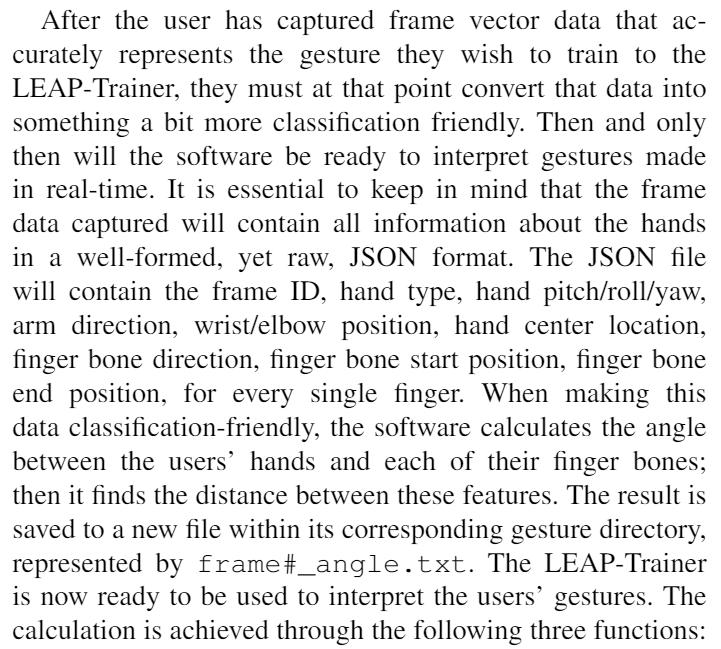 After the user has captured frame vector data that ac-
curately represents the gesture they wish to train to the
LEAP-Trainer, they must at that point convert that data into
something a bit more classification friendly. Then and only
then will the software be ready to interpret gestures made
in real-time. It is essential to keep in mind that the frame
data captured will contain all information about the hands
in a well-formed, yet raw, JSON format. The JSON file
will contain the frame ID, hand type, hand pitch/roll/yaw,
arm direction, wrist/elbow position, hand center location,
finger bone direction, finger bone start position, finger bone
end position, for every single finger. When making this
data classification-friendly, the software calculates the angle
between the users' hands and each of their finger bones;
then it finds the distance between these features. The result is
saved to a new file within its corresponding gesture directory,
represented by frame#_angle.txt. The LEAP-Trainer
is now ready to be used to interpret the users' gestures. The
calculation is achieved through the following three functions: